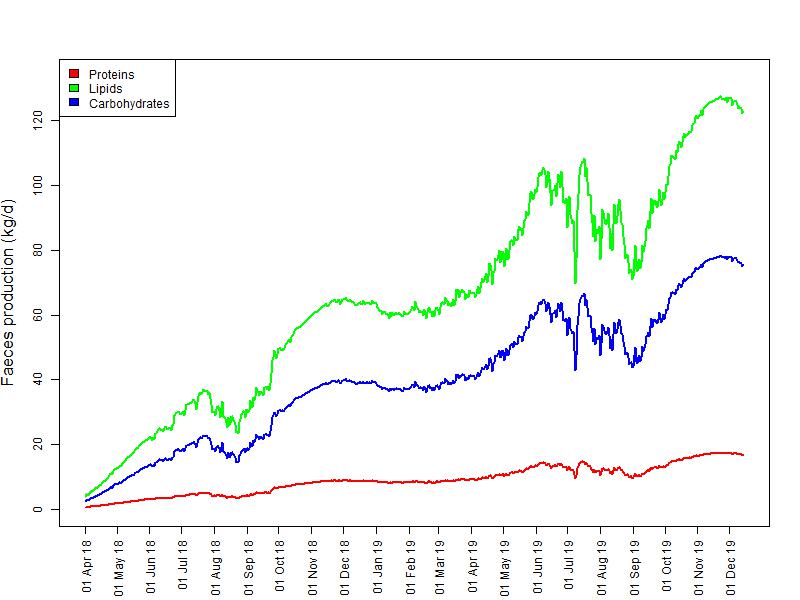 Proteins
Lipids
Carbohydrates
Faeces production (kg/d)
120
100
80
60
40
20
0
01 Apr 18
01 May 18
01 Jun 18
01 Jul 18
01 Aug 18
01 Sep 18
01 Oct 18
01 Nov 18
01 Dec 18
01 Jan 19
01 Feb 19
01 Mar 19
01 Apr 19
01 May 19
01 Jun 19
01 Jul 19
01 Aug 19
01 Sep 19
01 Oct 19
01 Nov 19
01 Dec 19